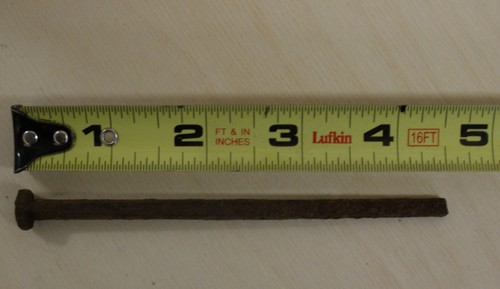 1 2 FT & IN 3 Lufkin 4 16FT 5
INCHES